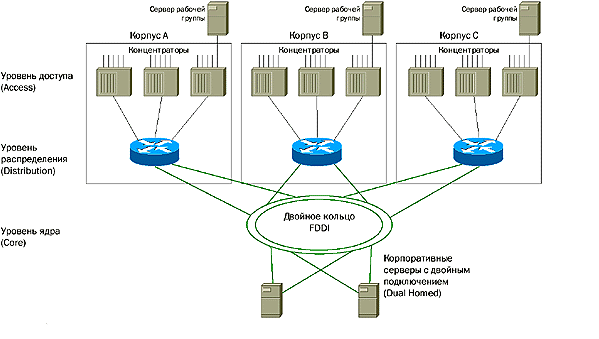 Сервер рабочей
группы
Сервер рабочей
группы
Сервер рабочей
группы
Корпус A
Корпус B
Корпус C
Концентраторы
Концентраторы
Концентраторы
Уровень доступа
(Access)
Уровень
распределения
(Distribution)
Двойное кольцо
FDDI
Уровень ядра
(Core)
Корпоративные
серверы с двойным
подключением
(Dual Homed)